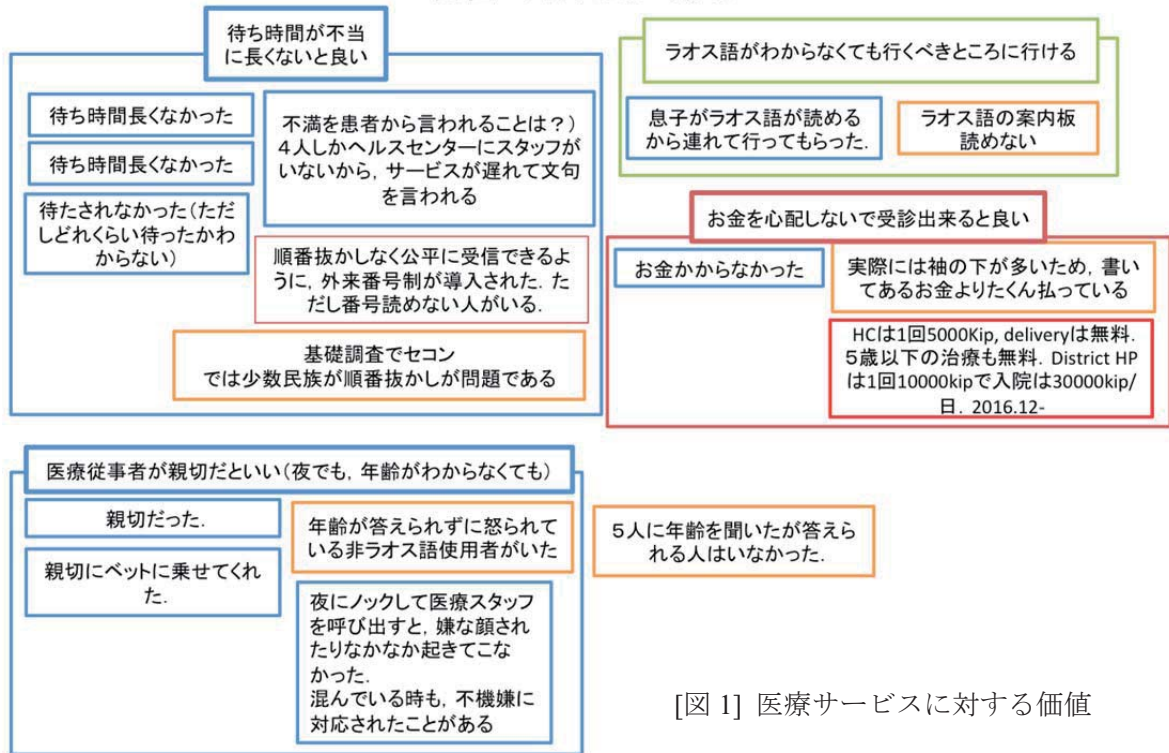 待ち時間が不当
に長くないと良い
待ち時間長くなかった
待ち時間長くなかった
待たされなかった(ただ
しどれくらい待ったかわ
からない)
不満を患者から言われることは?)
4人しかヘルスセンターにスタッフが
いないから,サービスが遅れて文句
を言われる
順番抜かしなく公平に受信できるよ
うに,外来番号制が導入された.た
だし番号読めない人がいる.
基礎調査でセコン
では少数民族が順番抜かしが問題である
ラオス語がわからなくても行くべきところに行ける
息子がラオス語が読める
から連れて行ってもらった.
ラオス語の案内板
読めない
お金を心配しないで受診出来ると良い
お金かからなかった
実際には袖の下が多いため,書い
てあるお金よりたくん払っている
HCは1回5000Kip, deliveryは無料.
5歳以下の治療も無料.District HP
は1回10000kipで入院は30000kip/
日.2016.12-
医療従事者が親切だといい(夜でも,年齢がわからなくても)
親切だった.
親切にベットに乗せてくれ
た.
年齢が答えられずに怒られて
いる非ラオス語使用者がいた
夜にノックして医療スタッフ
を呼び出すと,嫌な顔され
たりなかなか起きてこな
かった.
混んでいる時も,不機嫌に
対応されたことがある
5人に年齢を聞いたが答えら
れる人はいなかった.
[図 1] 医療サービスに対する価値